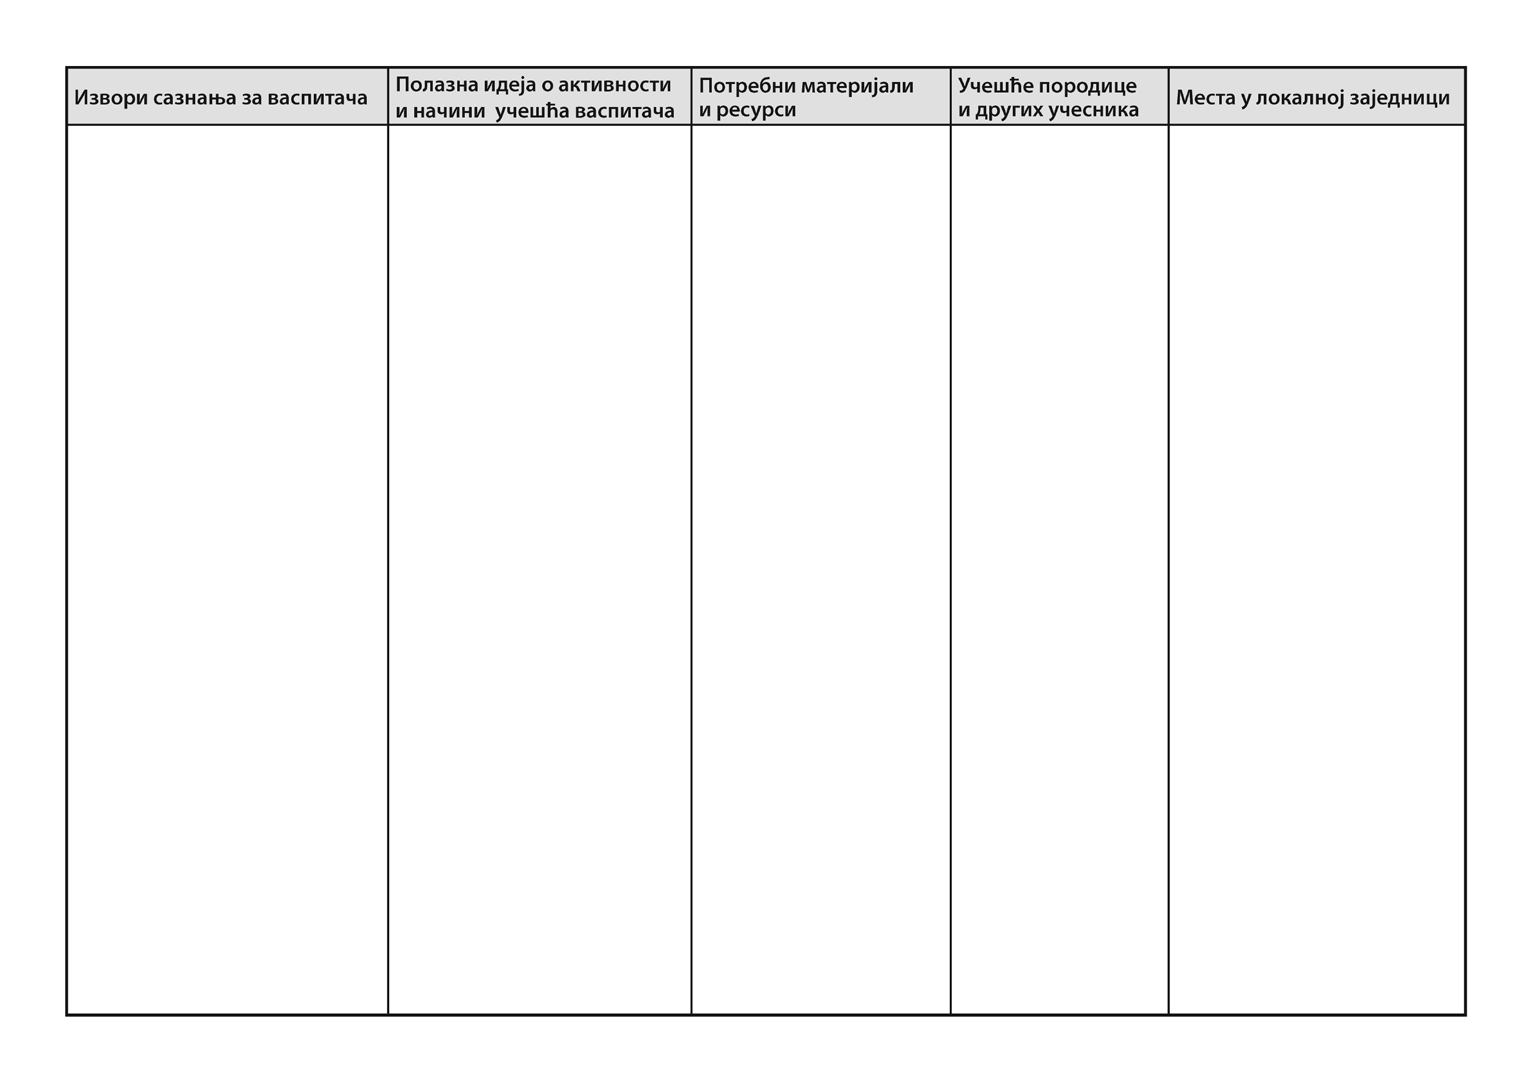 Извори сазнања за васпитача
Полазна идеја о активности
и начини  учешћа васпитача
Потребни материјали
и ресурси
Учешће породице
и других учесника
Места у локалној заједници